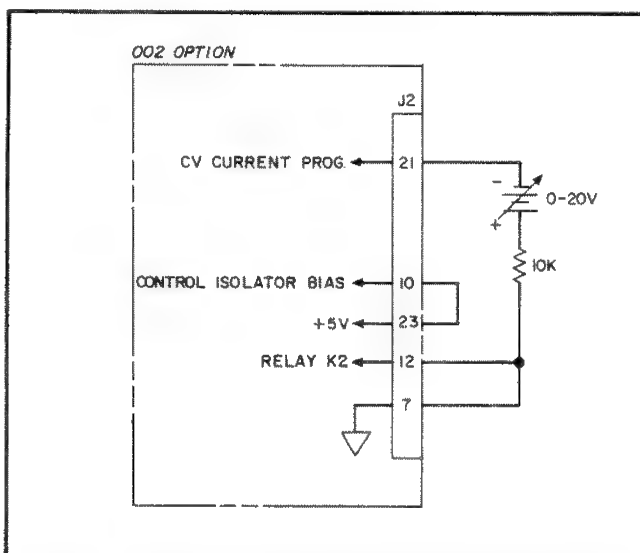 002 OPTION
J2
CV CURRENT PROG.
21
-
0-20V
+
10K
CONTROL ISOLATOR BIAS
10
+5V
23
RELAY K2
12
7